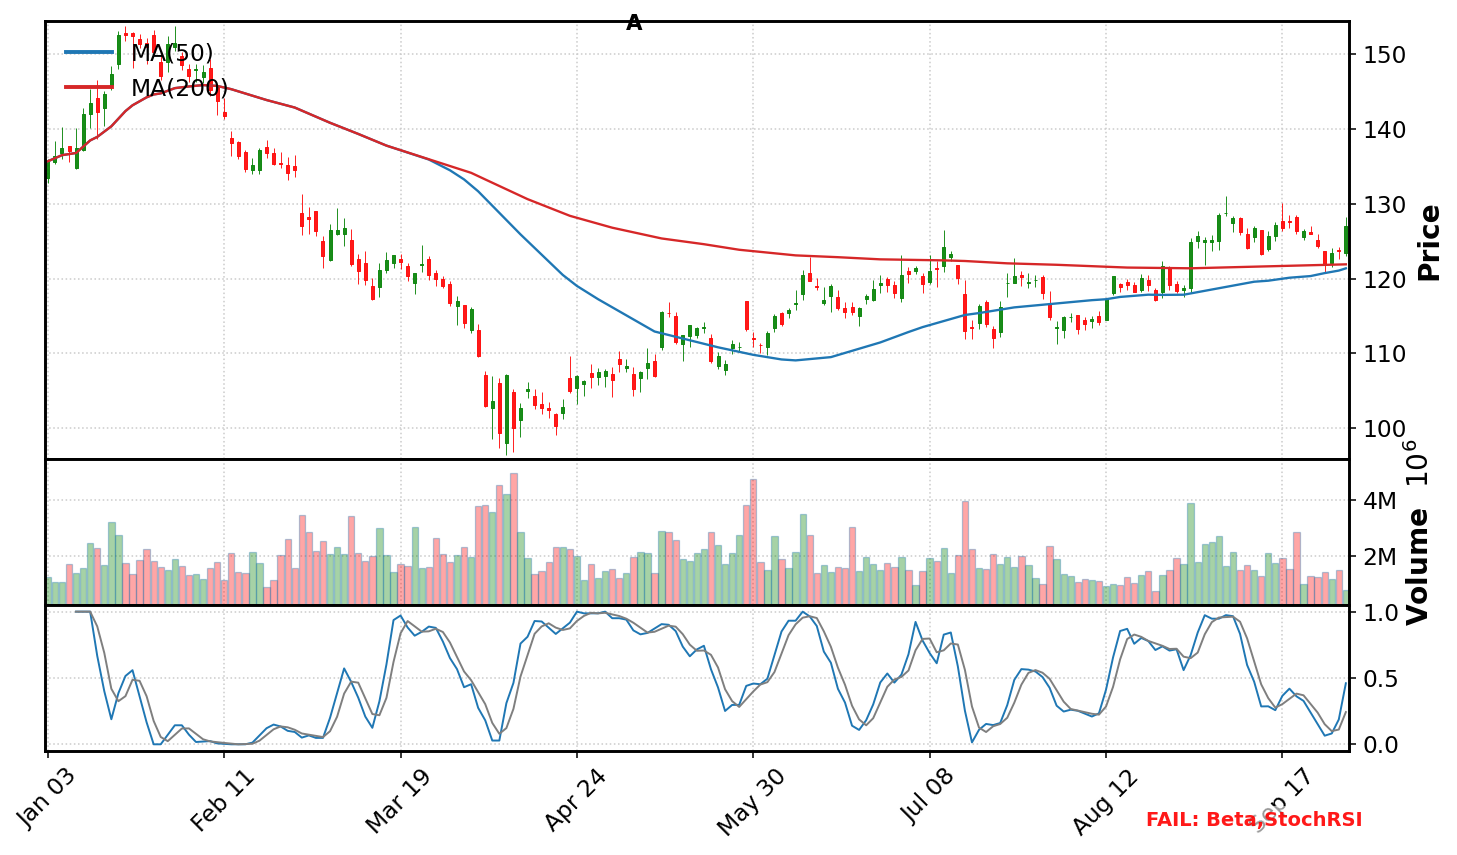 A
MA(50)
MA(200)
150
140
130
120
110
100
Price
10^6
4M
2M
Volume
1.0
0.5
0.0
Jan 03
Feb 11
Mar 19
Apr 24
May 30
Jul 08
Aug 12
Sep 17
FAIL: Beta,StochRSI